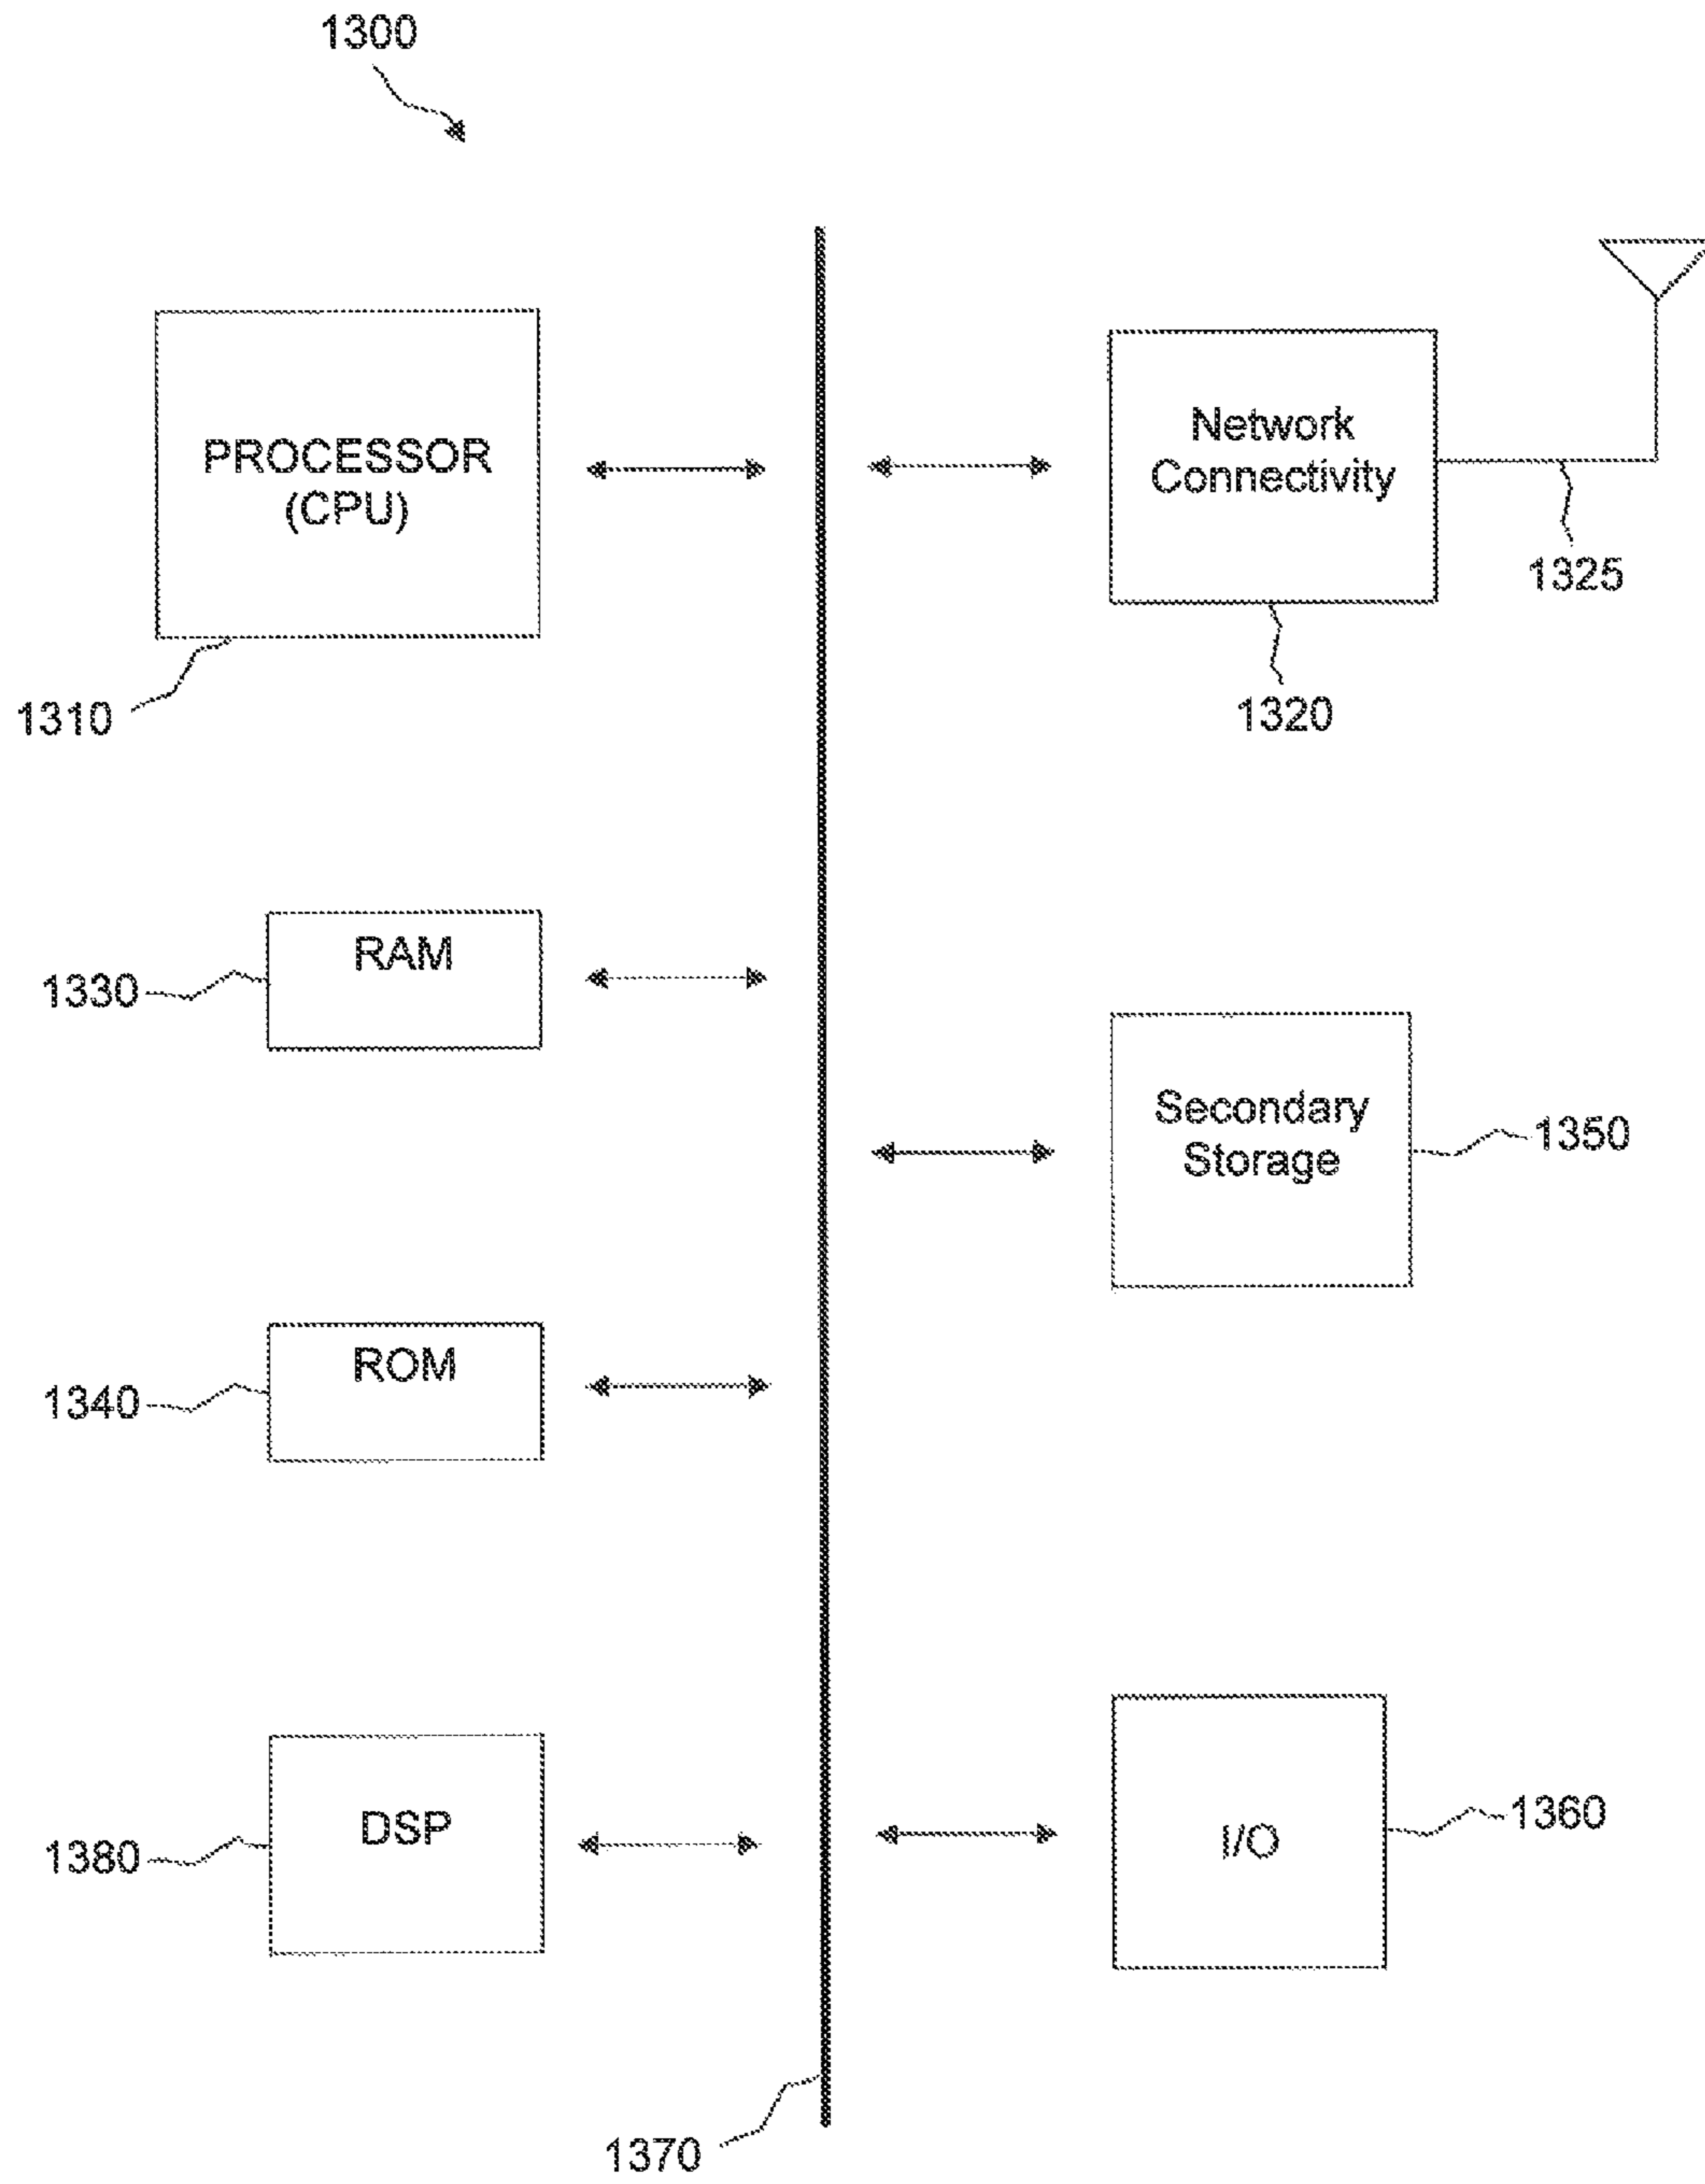 1300
PROCESSOR
(CPU)
1310
Network
Connectivity
1325
1320
RAM
1330
Secondary
Storage
1350
ROM
1340
DSP
1380
I/O
1360
1370